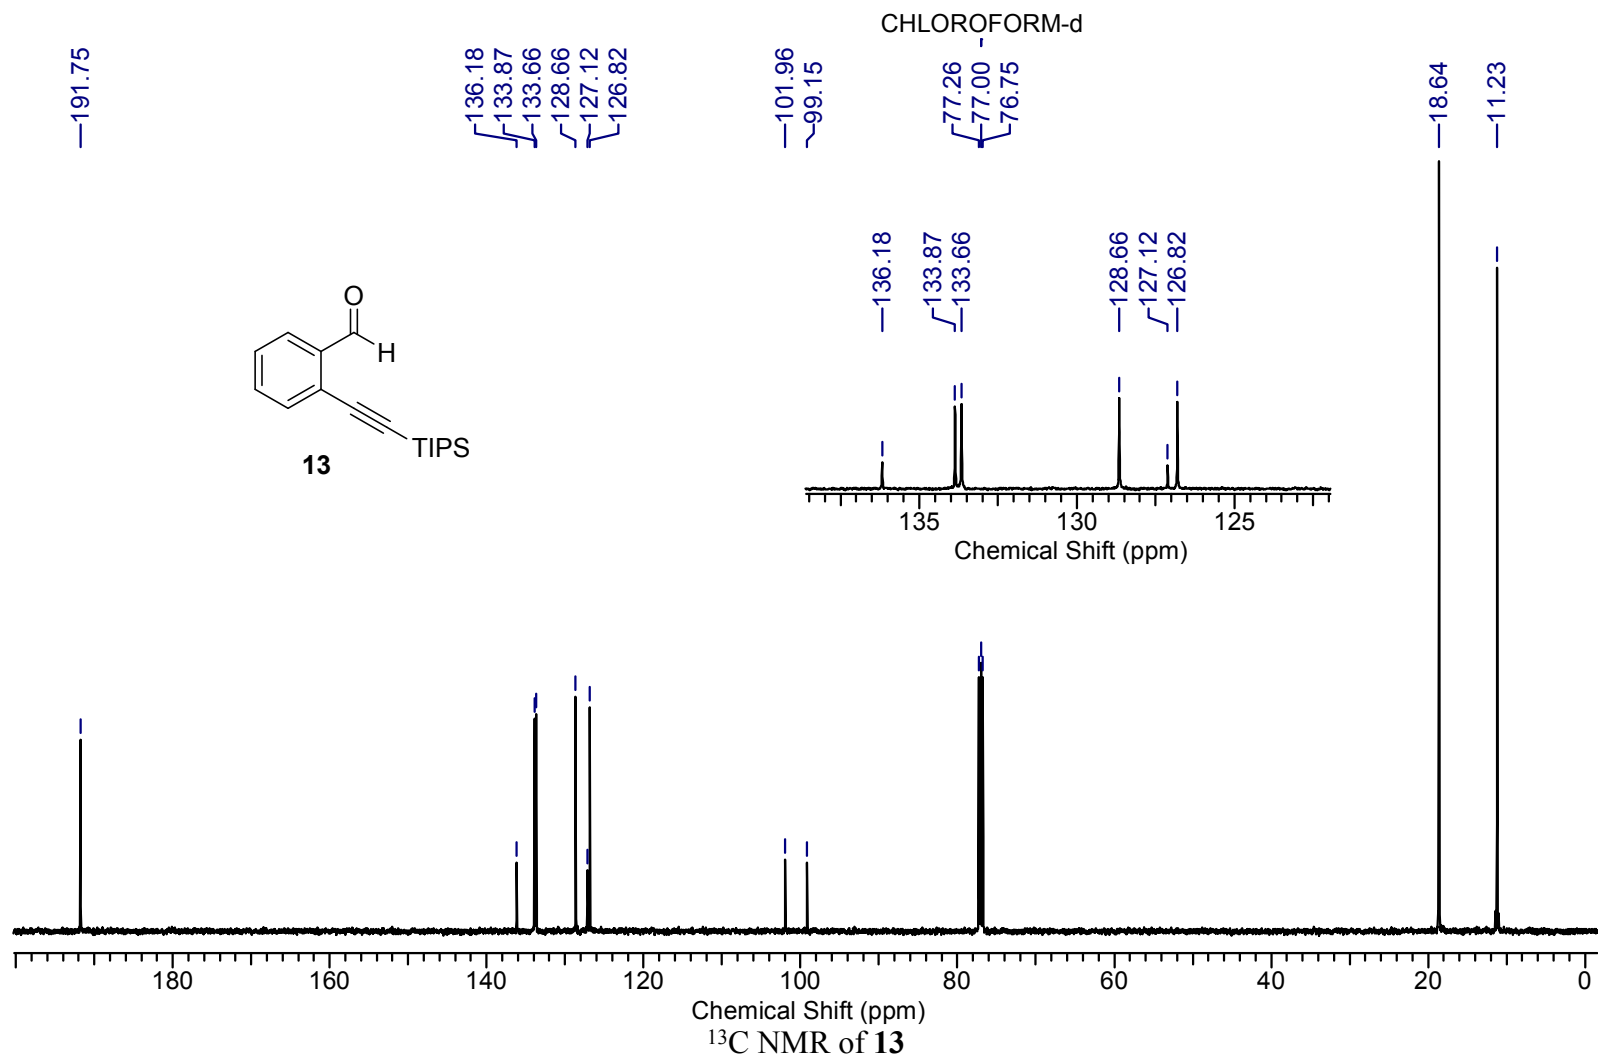 CHLOROFORM-d
191.75
136.18
133.87
133.66
128.66
127.12
126.82
101.96
99.15
77.26
77.00
76.75
18.64
11.23
136.18
133.87
133.66
128.66
127.12
126.82
O
H
TIPS
13
135 130 125
Chemical Shift (ppm)
180 160 140 120 100 80 60 40 20 0
Chemical Shift (ppm)
¹³C NMR of 13